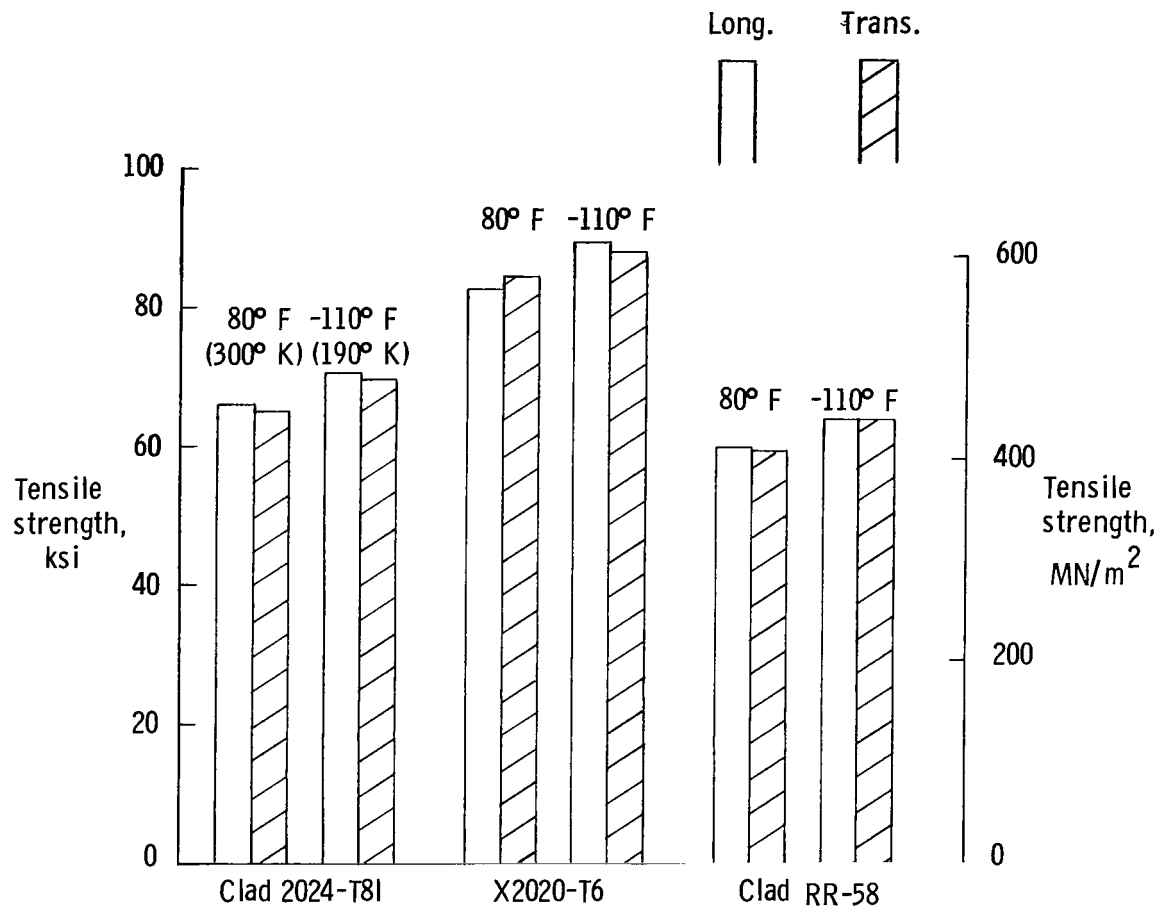 Long. Trans.
100
80° F -110° F
600
80
80° F -110° F
(300° K) (190° K)
80° F -110° F
60
400
Tensile
strength,
ksi
Tensile
strength,
MN/m²
40
200
20
0
0
Clad 2024-T81
X2020-T6
Clad RR-58